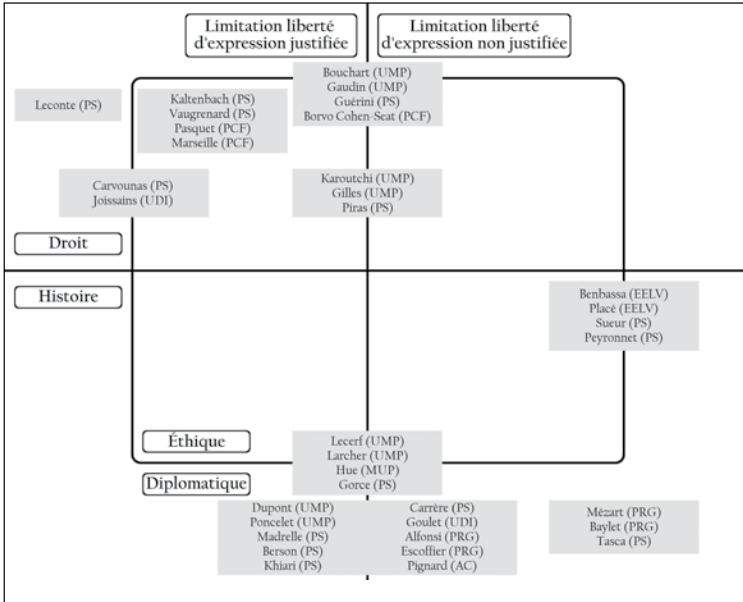 Limitation liberté
d'expression justifiée
Limitation liberté
d'expression non justifiée
Bouchart (UMP)
Gaudin (UMP)
Guérini (PS)
Borvo Cohen-Seat (PCF)
Leconte (PS)
Kaltenbach (PS)
Vaugrenard (PS)
Pasquet (PCF)
Marseille (PCF)
Carvounas (PS)
Joissains (UDI)
Karoutchi (UMP)
Gilles (UMP)
Piras (PS)
Droit
Histoire
Benbassa (EELV)
Placé (EELV)
Sueur (PS)
Peyronnet (PS)
Éthique
Lecerf (UMP)
Larcher (UMP)
Hue (MUP)
Gorce (PS)
Diplomatique
Dupont (UMP)
Poncelet (UMP)
Madrelle (PS)
Berson (PS)
Khiari (PS)
Carrère (PS)
Goulet (UDI)
Alfonsi (PRG)
Escoffier (PRG)
Pignard (AC)
Mézart (PRG)
Baylet (PRG)
Tasca (PS)